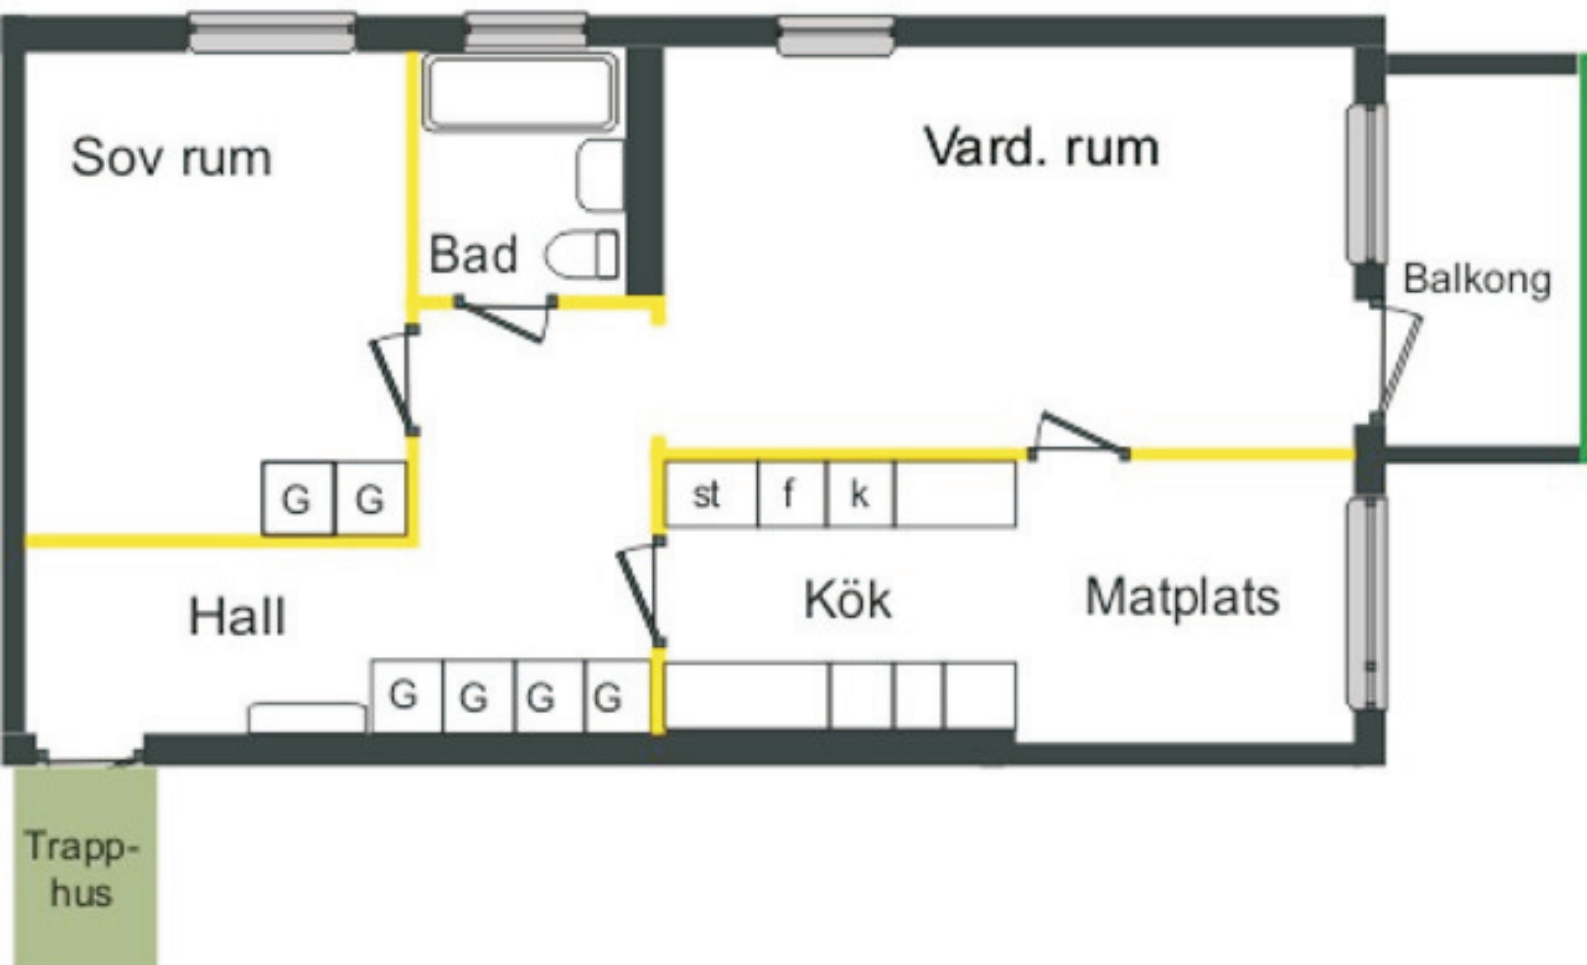 Sov rum
Vard. rum
Bad
Balkong
G G
st f k
Hall
Kök
Matplats
G G G G
Trapp-
hus